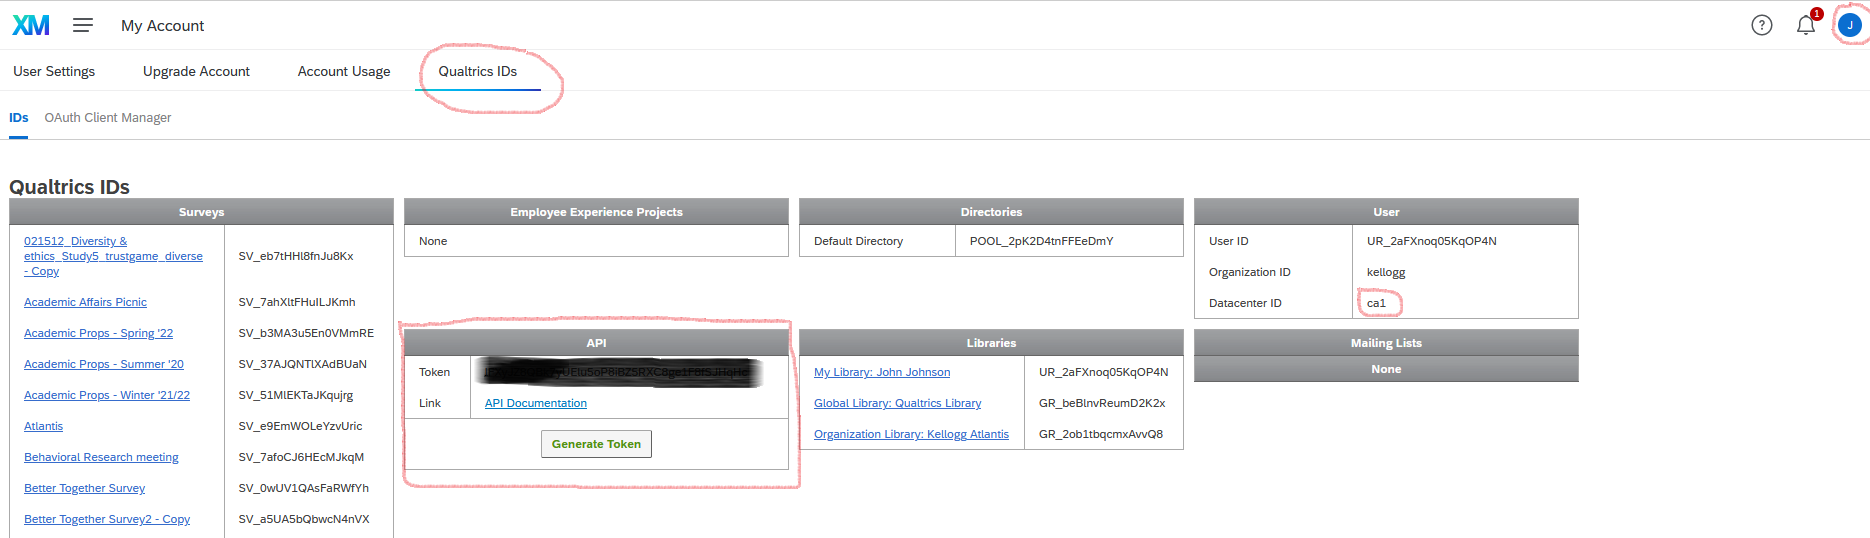 XM
My Account
?
1
J
User Settings
Upgrade Account
Account Usage
Qualtrics IDs
IDs
OAuth Client Manager
Qualtrics IDs
Surveys
021512_Diversity &
ethics_Study5_trustgame_diverse
- Copy
SV_eb7tHHl8fnJu8Kx
Academic Affairs Picnic
SV_7ahXltFHuILJKmh
Academic Props - Spring '22
SV_b3MA3u5En0VMmRE
Academic Props - Summer '20
SV_37AJQNTlXAdBUaN
Academic Props - Winter '21/22
SV_51MlEKTaJKqujrg
Atlantis
SV_e9EmWOLeYzvUric
Behavioral Research meeting
SV_7afoCJ6HEcMJkqM
Better Together Survey
SV_0wUV1QAsFaRWfYh
Better Together Survey2 - Copy
SV_a5UA5bQbwcN4nVX
Employee Experience Projects
None
API
Token
Link
API Documentation
Generate Token
Directories
Default Directory
POOL_2pK2D4tnFFEeDmY
Libraries
My Library: John Johnson
UR_2aFXnoq05KqOP4N
Global Library: Qualtrics Library
GR_beBlnvReumD2K2x
Organization Library: Kellogg Atlantis
GR_2ob1tbqcmxAvvQ8
User
User ID
UR_2aFXnoq05KqOP4N
Organization ID
kellogg
Datacenter ID
ca1
Mailing Lists
None